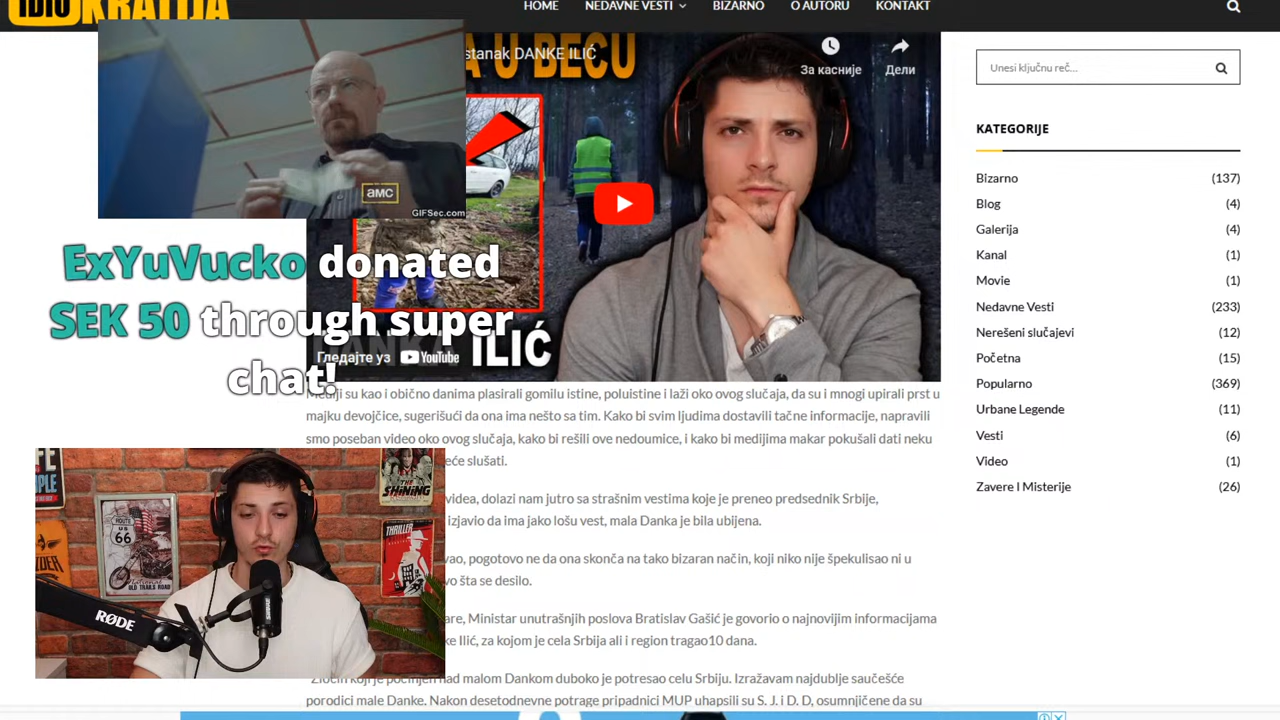 IDIO
KRATIJA
HOME
NEDAVNE VESTI
BIZARNO
O AUTORU
KONTAKT
A U BEČU
stanak DANKE ILIĆ
За касније
Дели
amc
GIFSec.com
ExYuVucko donated
SEK 50 through super
chat!
DANKA ILIĆ
Гледајте уз YouTube
Unesi ključnu reč...
KATEGORIJE
Bizarno (137)
Blog (4)
Galerija (4)
Kanal (1)
Movie (1)
Nedavne Vesti (233)
Nerešeni slučajevi (12)
Početna (15)
Popularno (369)
Urbane Legende (11)
Vesti (6)
Video (1)
Zavere I Misterije (26)
Mediji su kao i obično danima plasirali gomilu istine, poluistine i laži oko ovog slučaja, da su i mnogi upirali prst u
majku devojčice, sugerišući da ona ima nešto sa tim. Kako bi svim ljudima dostavili tačne informacije, napravili
smo poseban video oko ovog slučaja, kako bi rešili ove nedoumice, i kako bi medijima makar pokušali dati neku
eće slušati.
videa, dolazi nam jutro sa strašnim vestima koje je preneo predsednik Srbije,
izjavio da ima jako lošu vest, mala Danka je bila ubijena.
vao, pogotovo ne da ona skonča na tako bizaran način, koji niko nije špekulisao ni u
vo šta se desilo.
are, Ministar unutrašnjih poslova Bratislav Gašić je govorio o najnovijim informacijama
ke Ilić, za kojom je cela Srbija ali i region tragao10 dana.
"Zločin koji je počinjen nad malom Dankom duboko je potresao celu Srbiju. Izražavam najdublje saučešće
porodici male Danke. Nakon desetodnevne potrage pripadnici MUP uhapsili su S. J. i D. D, osumnjičene da su
ROUTE
US
66
THE
SHINING
THRILLER
RØDE